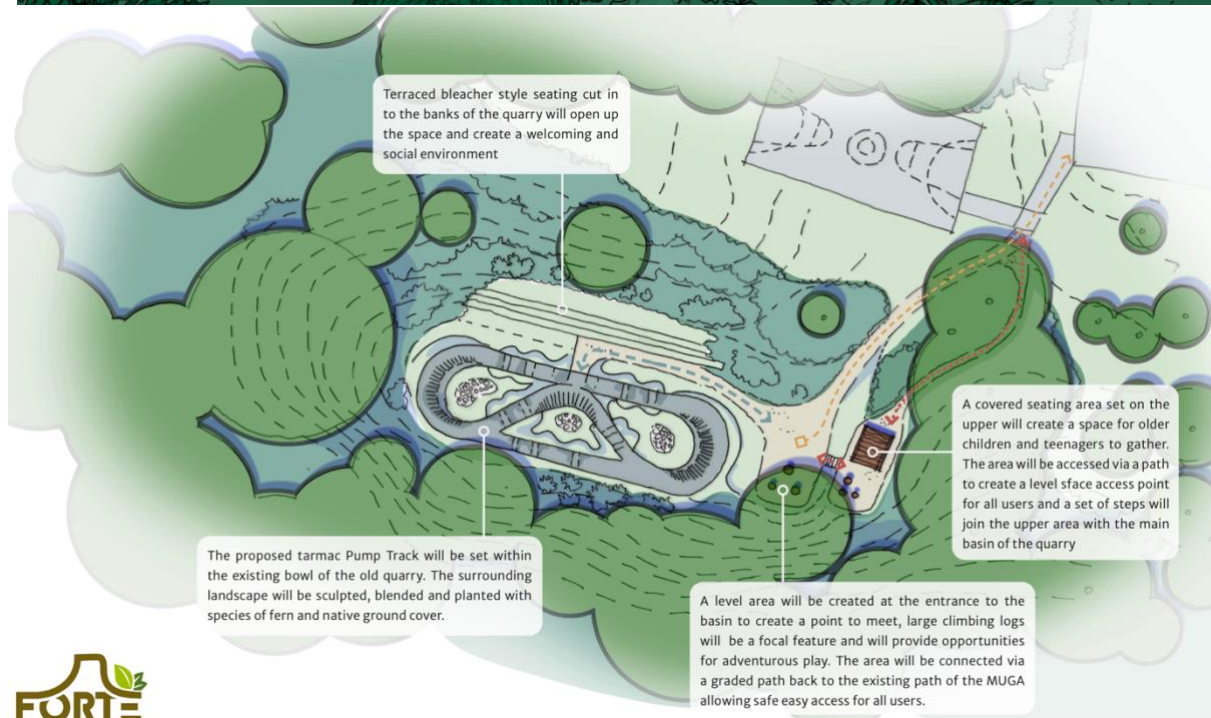 Terraced bleacher style seating cut in
to the banks of the quarry will open up
the space and create a welcoming and
social environment
A covered seating area set on the
upper will create a space for older
children and teenagers to gather.
The area will be accessed via a path
to create a level sface access point
for all users and a set of steps will
join the upper area with the main
basin of the quarry
The proposed tarmac Pump Track will be set within
the existing bowl of the old quarry. The surrounding
landscape will be sculpted, blended and planted with
species of fern and native ground cover.
A level area will be created at the entrance to the
basin to create a point to meet, large climbing logs
will be a focal feature and will provide opportunities
for adventurous play. The area will be connected via
a graded path back to the existing path of the MUGA
allowing safe easy access for all users.
FORTE